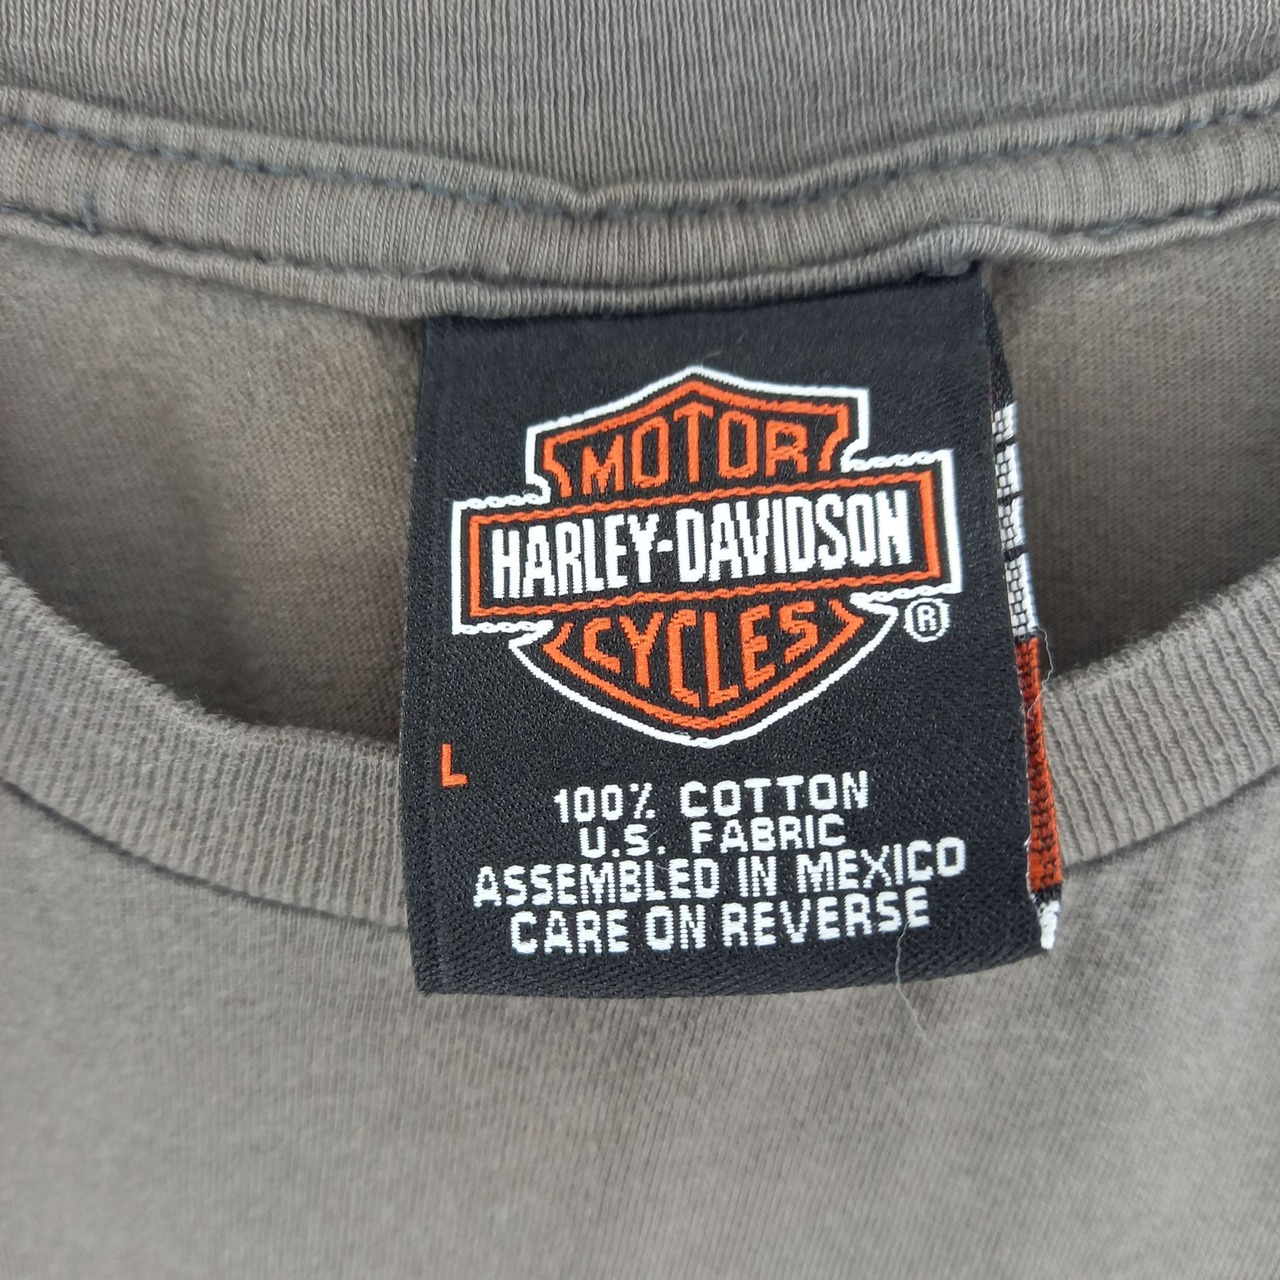 MOTOR
HARLEY-DAVIDSON
CYCLES
®
L
100% COTTON
U.S. FABRIC
ASSEMBLED IN MEXICO
CARE ON REVERSE